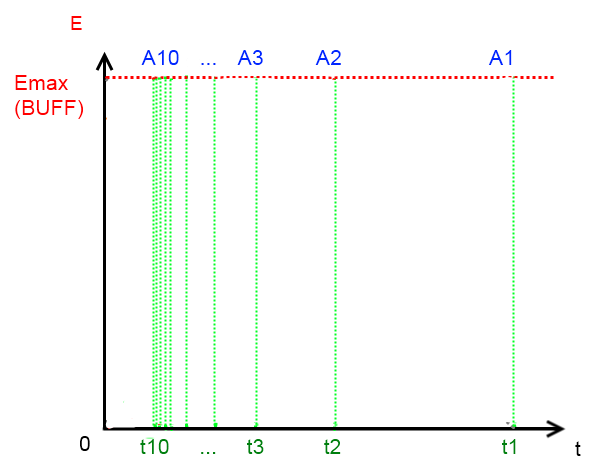 E
A10 ... A3 A2 A1
Emax
(BUFF)
0 t10 ... t3 t2 t1 t